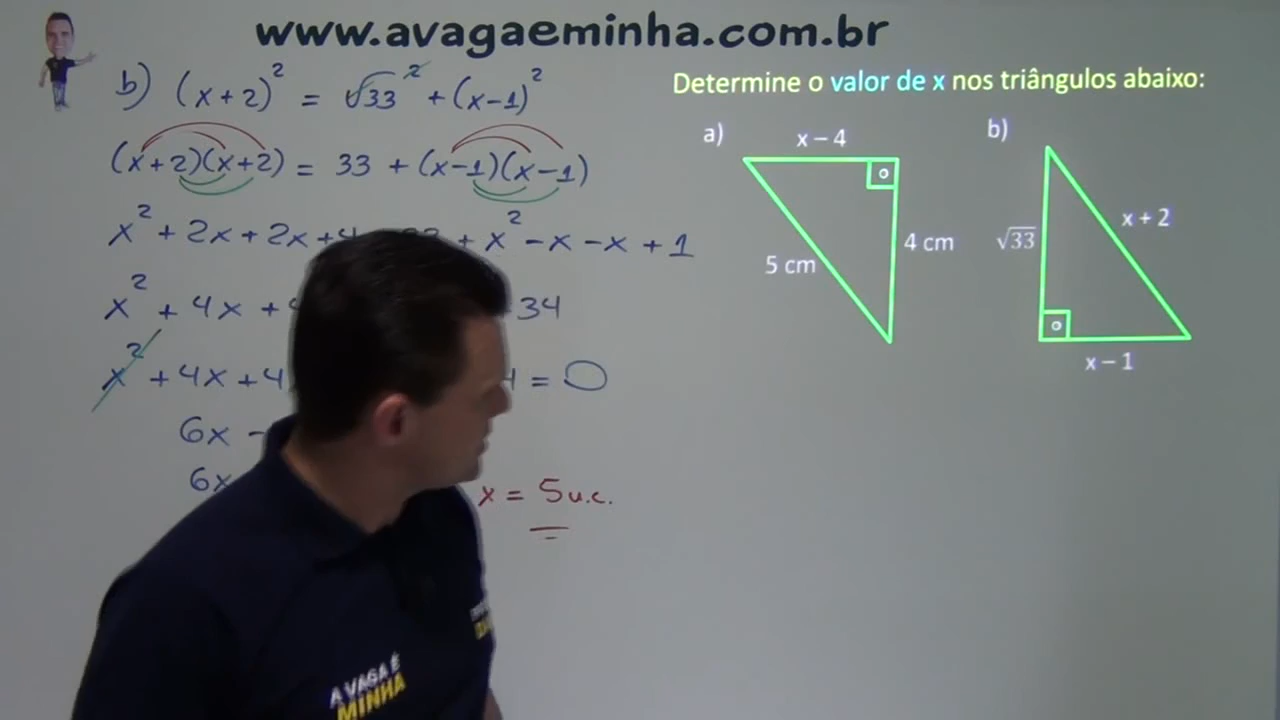 www.avagaeminha.com.br
b) (x+2)² = √33² + (x-1)²
(x+2)(x+2) = 33 + (x-1)(x-1)
x² + 2x + 2x + 4 + x² - x - x + 1
x² + 4x + 34
x² + 4x + 4 = 0
6x -
6x
x = 5 u.c.
Determine o valor de x nos triângulos abaixo:
a)
x – 4
4 cm
5 cm
b)
√33
x + 2
x – 1
A VAGA É
MINHA